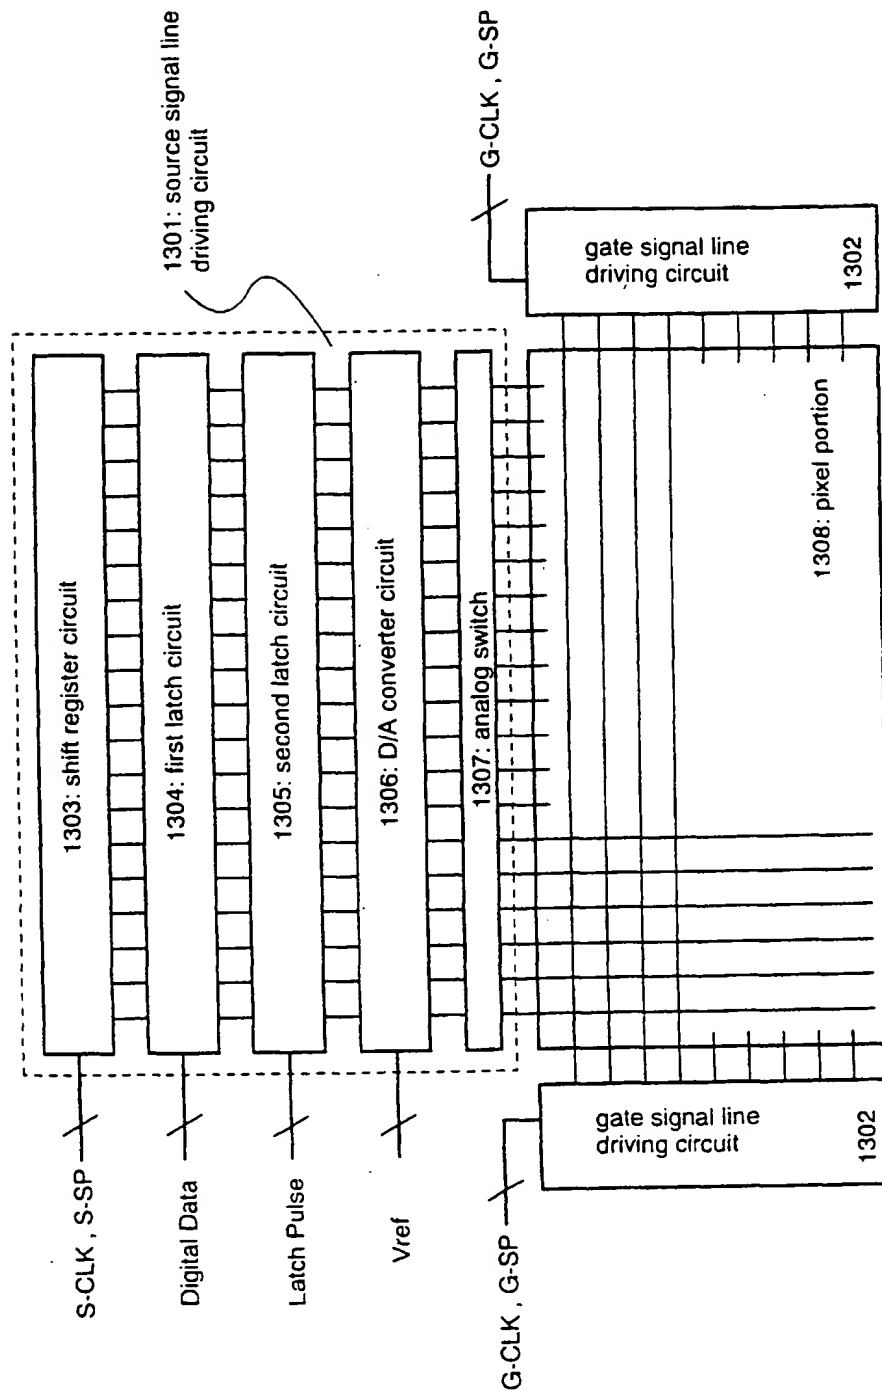 1301: source signal line
driving circuit
S-CLK , S-SP
1303: shift register circuit
Digital Data
1304: first latch circuit
Latch Pulse
1305: second latch circuit
Vref
1306: D/A converter circuit
1307: analog switch
G-CLK , G-SP
gate signal line
driving circuit
1302
1308: pixel portion
G-CLK , G-SP
gate signal line
driving circuit
1302